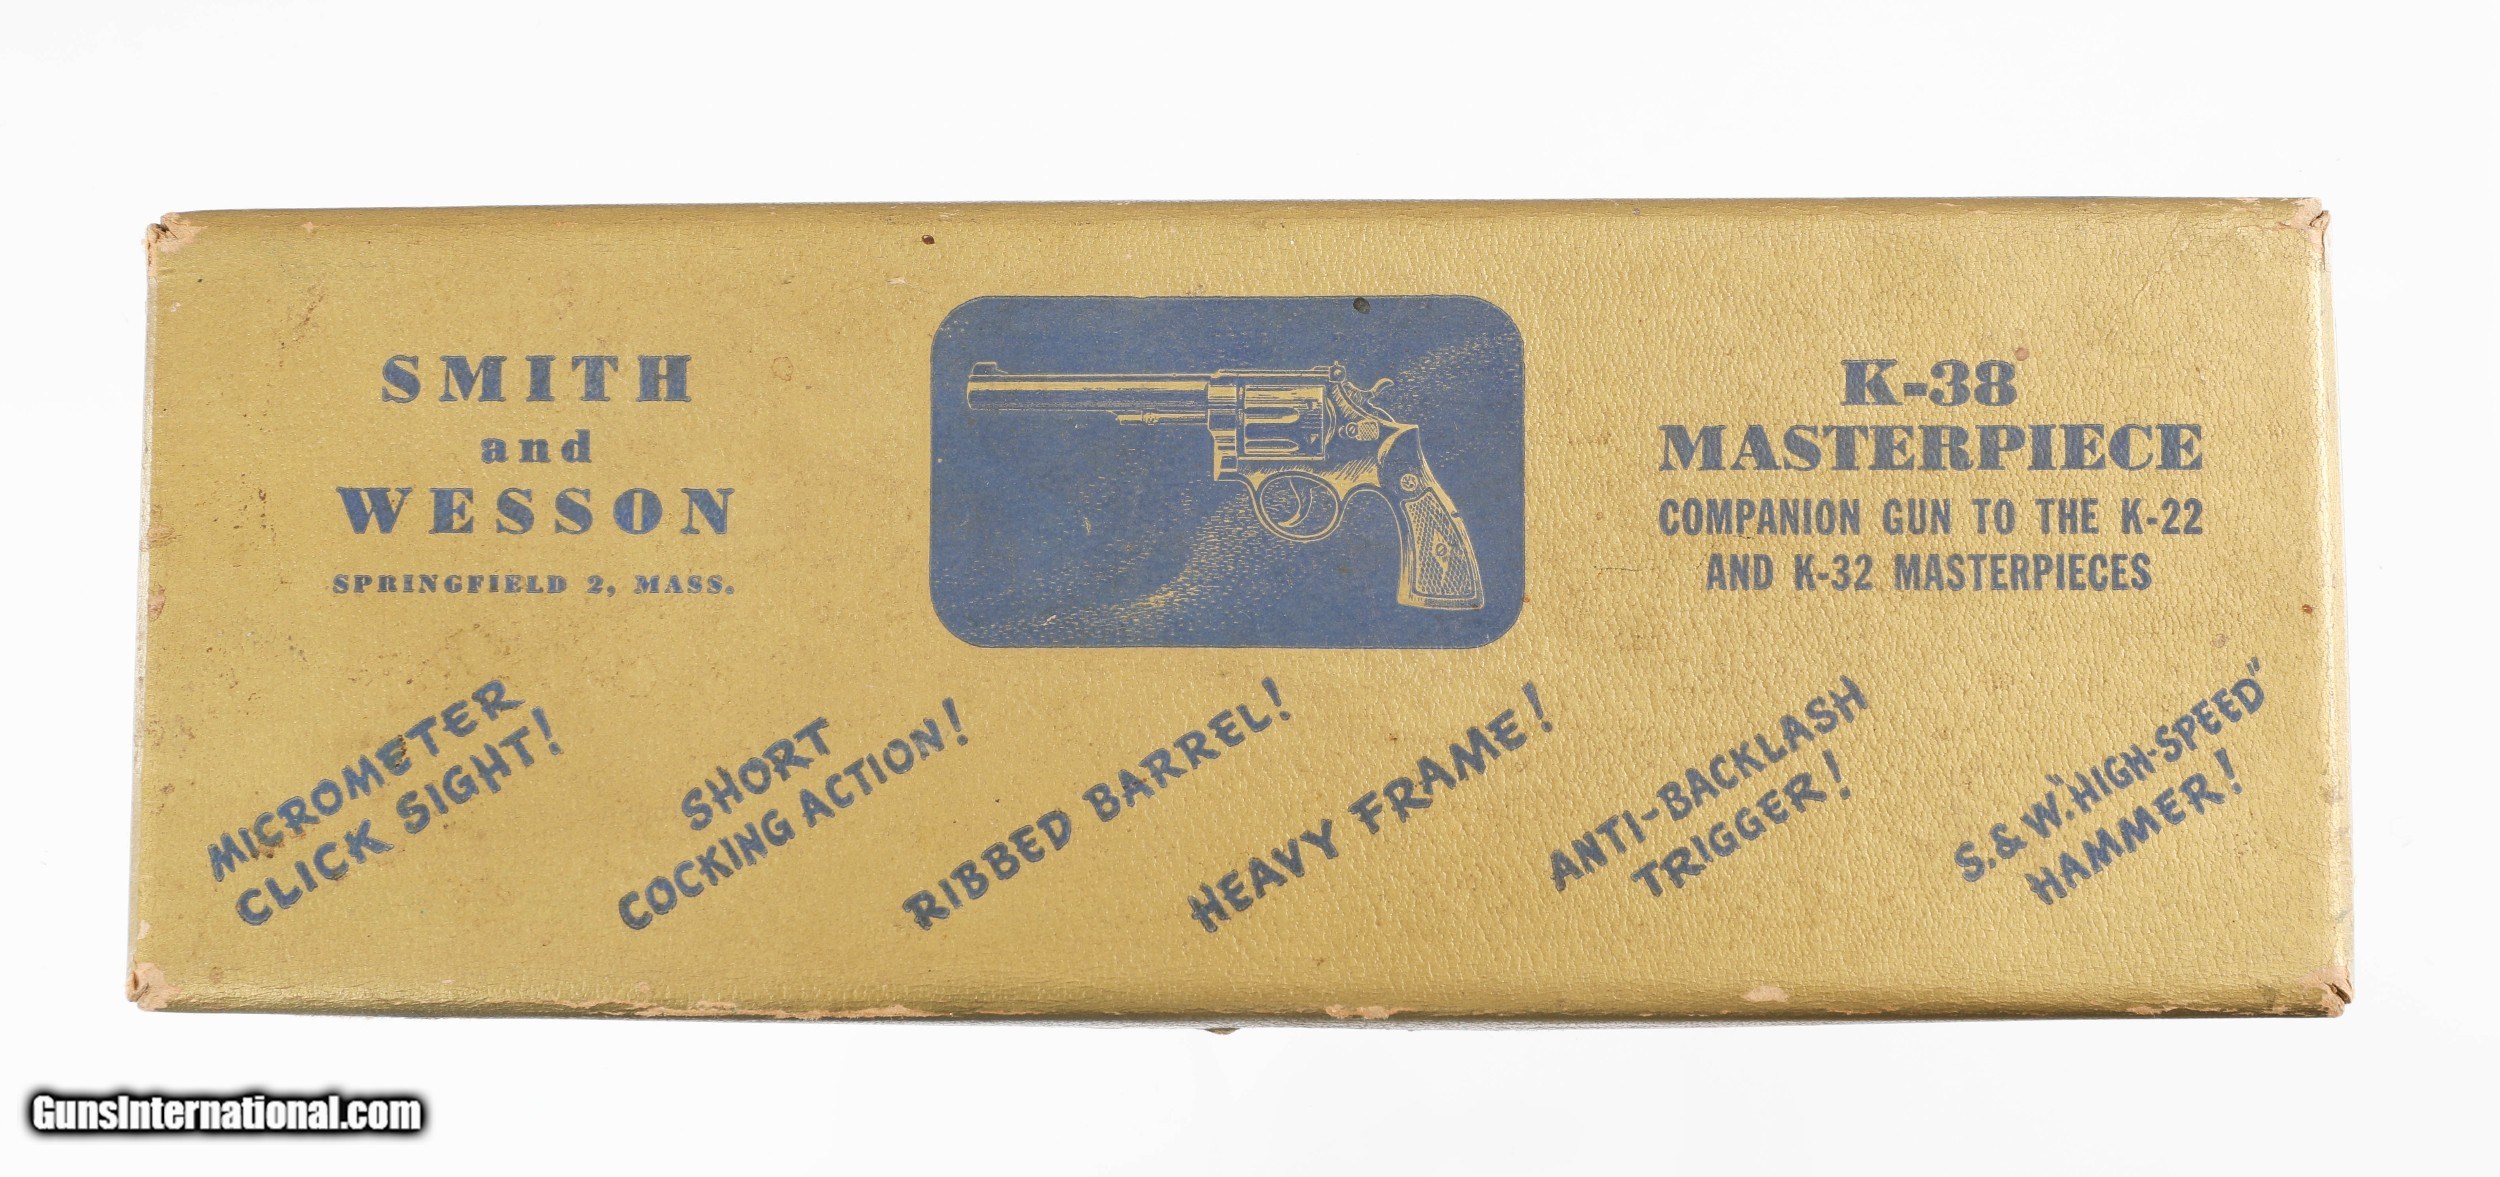 SMITH
and
WESSON
SPRINGFIELD 2, MASS.
K-38
MASTERPIECE
COMPANION GUN TO THE K-22
AND K-32 MASTERPIECES
MICROMETER
CLICK SIGHT!
SHORT
COCKING ACTION!
RIBBED BARREL!
HEAVY FRAME!
ANTI-BACKLASH
TRIGGER!
S. & W. "HIGH-SPEED"
HAMMER!
GunsInternational.com